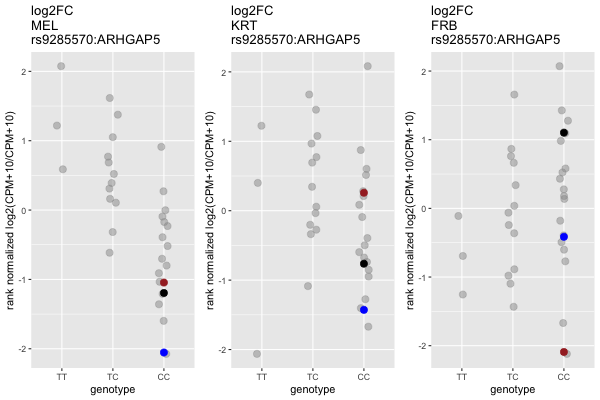 log2FC
MEL
rs9285570:ARHGAP5
rank normalized log2(CPM+10/CPM+10)
2
1
0
-1
-2
TT
TC
CC
genotype
log2FC
KRT
rs9285570:ARHGAP5
rank normalized log2(CPM+10/CPM+10)
2
1
0
-1
-2
TT
TC
CC
genotype
log2FC
FRB
rs9285570:ARHGAP5
rank normalized log2(CPM+10/CPM+10)
2
1
0
-1
-2
TT
TC
CC
genotype